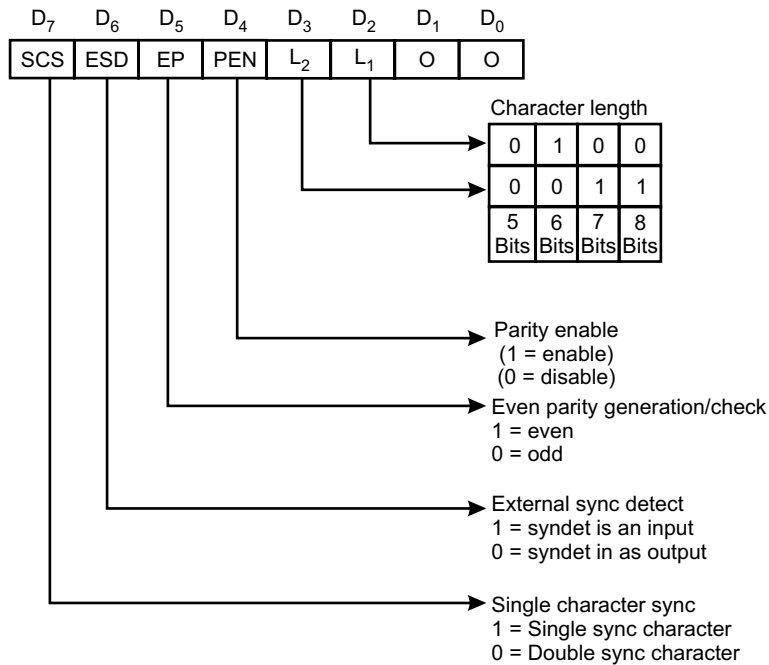 D7 D6 D5 D4 D3 D2 D1 D0
SCS ESD EP PEN L2 L1 O O
Character length
0 1 0 0
0 0 1 1
5 Bits 6 Bits 7 Bits 8 Bits
Parity enable
(1 = enable)
(0 = disable)
Even parity generation/check
1 = even
0 = odd
External sync detect
1 = syndet is an input
0 = syndet in as output
Single character sync
1 = Single sync character
0 = Double sync character